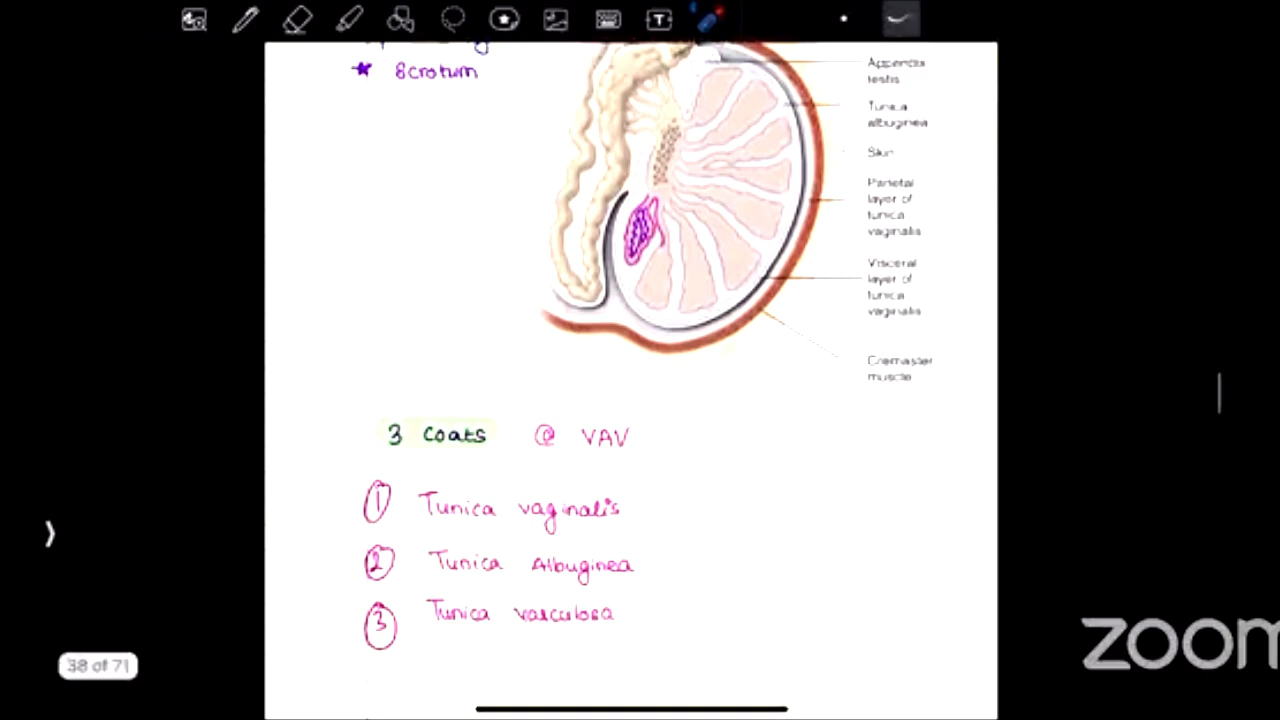 ★ Scrotum
Appendix
testis
Tunica
albuginea
Skin
Parietal
layer of
tunica
vaginalis
Visceral
layer of
tunica
vaginalis
Cremaster
muscle
3 Coats @ VAV
1 Tunica vaginalis
2 Tunica Albuginea
3 Tunica vasculosa
38 of 71
zoom